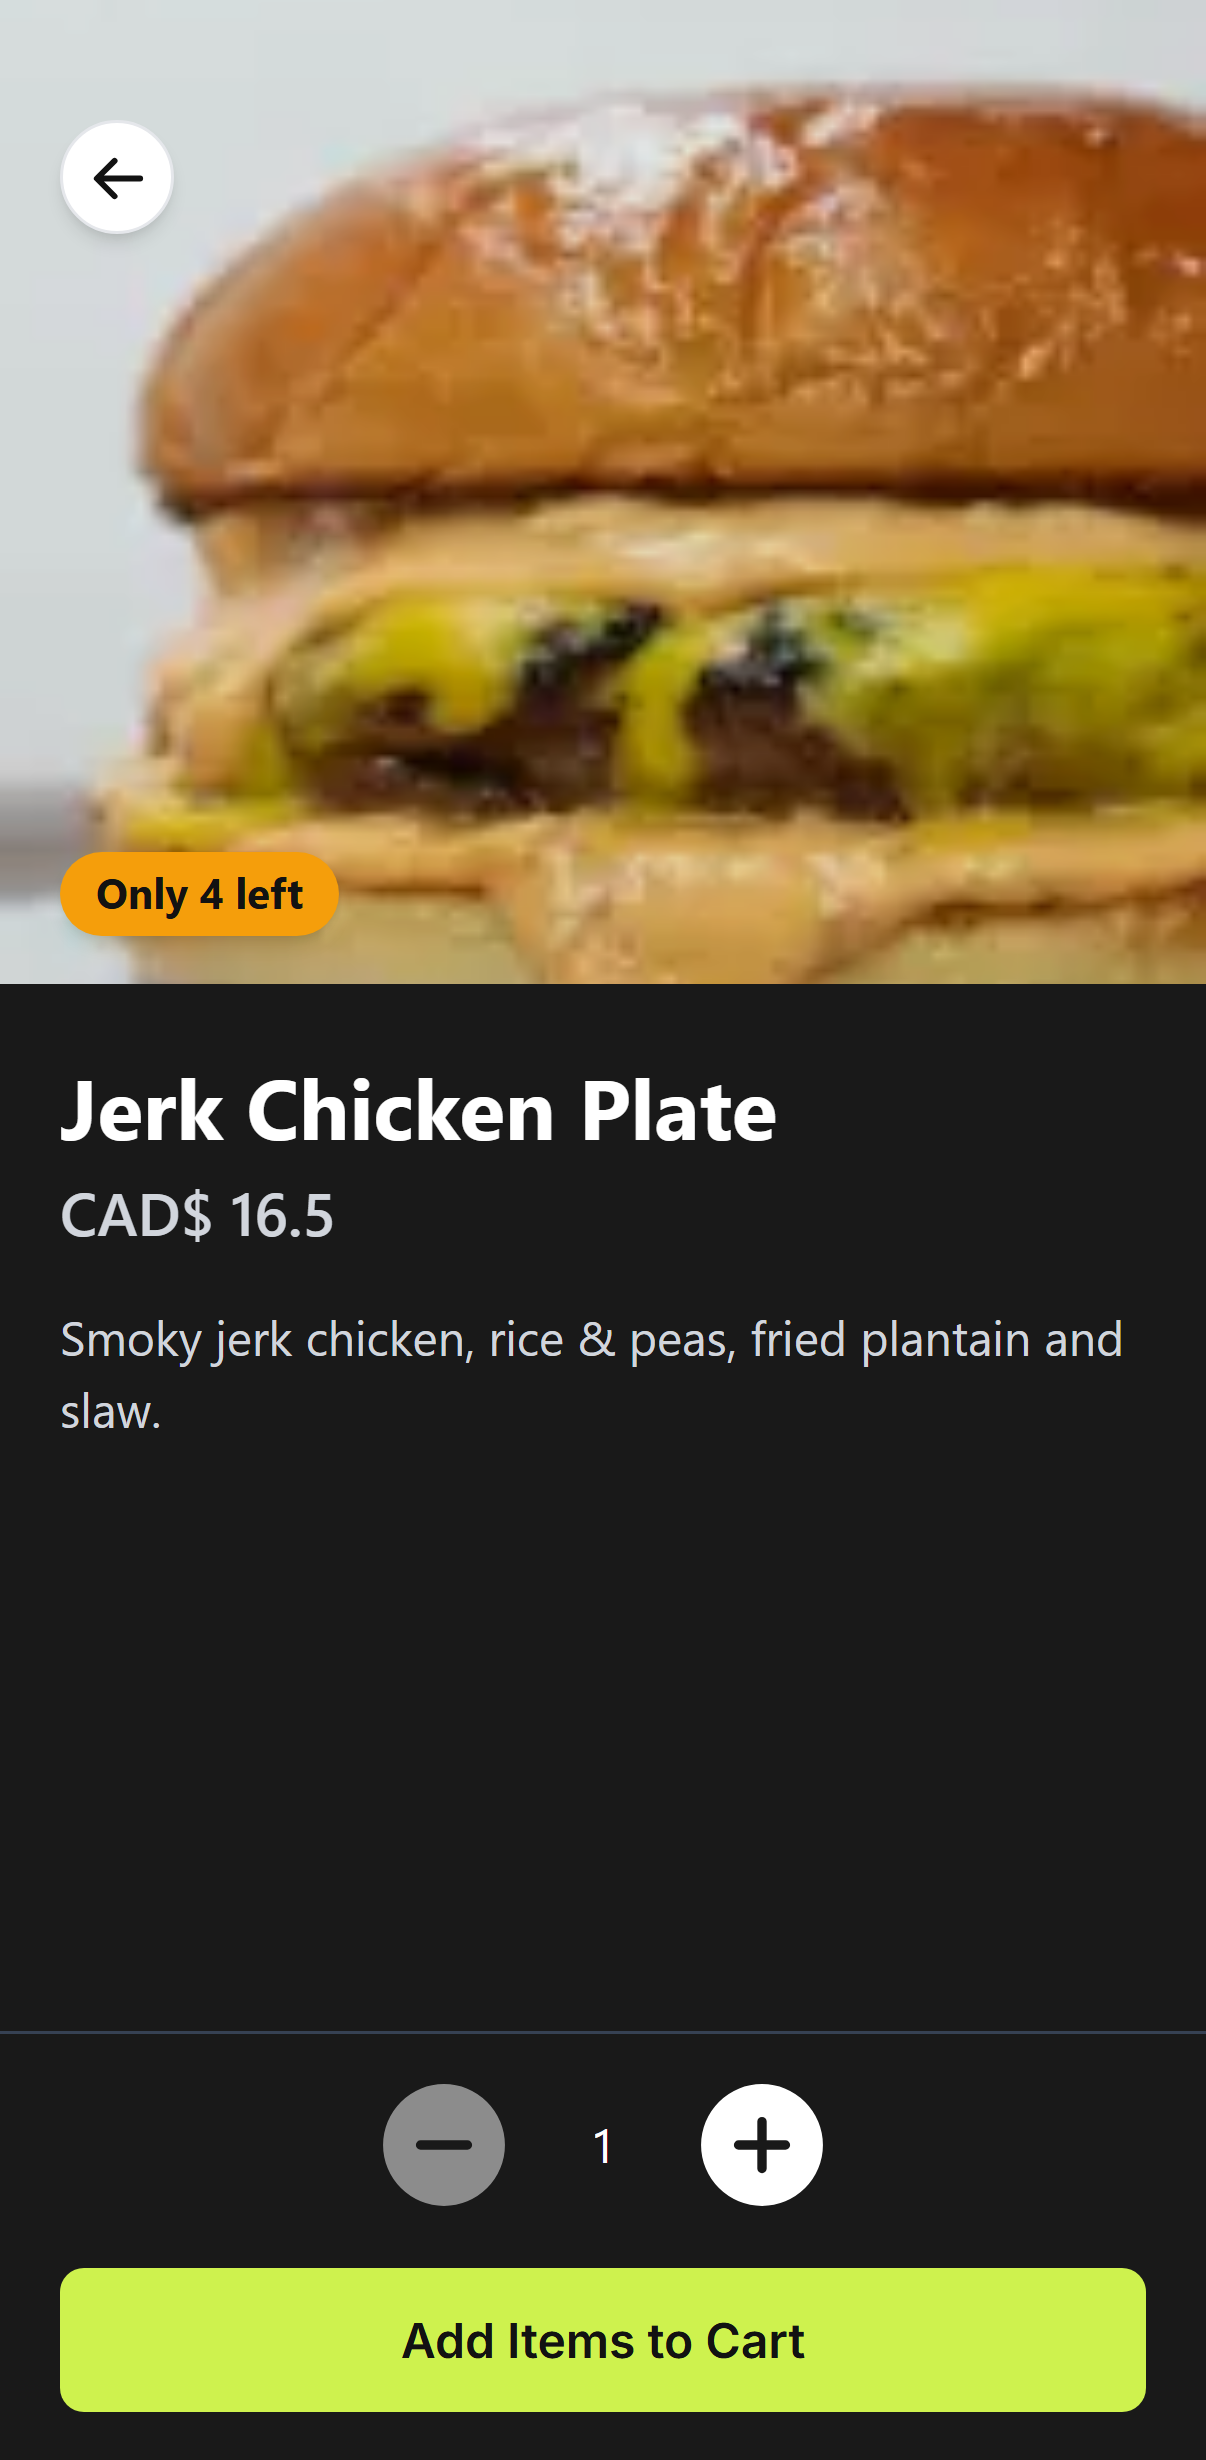 Only 4 left
Jerk Chicken Plate
CAD$ 16.5
Smoky jerk chicken, rice & peas, fried plantain and
slaw.
1
Add Items to Cart